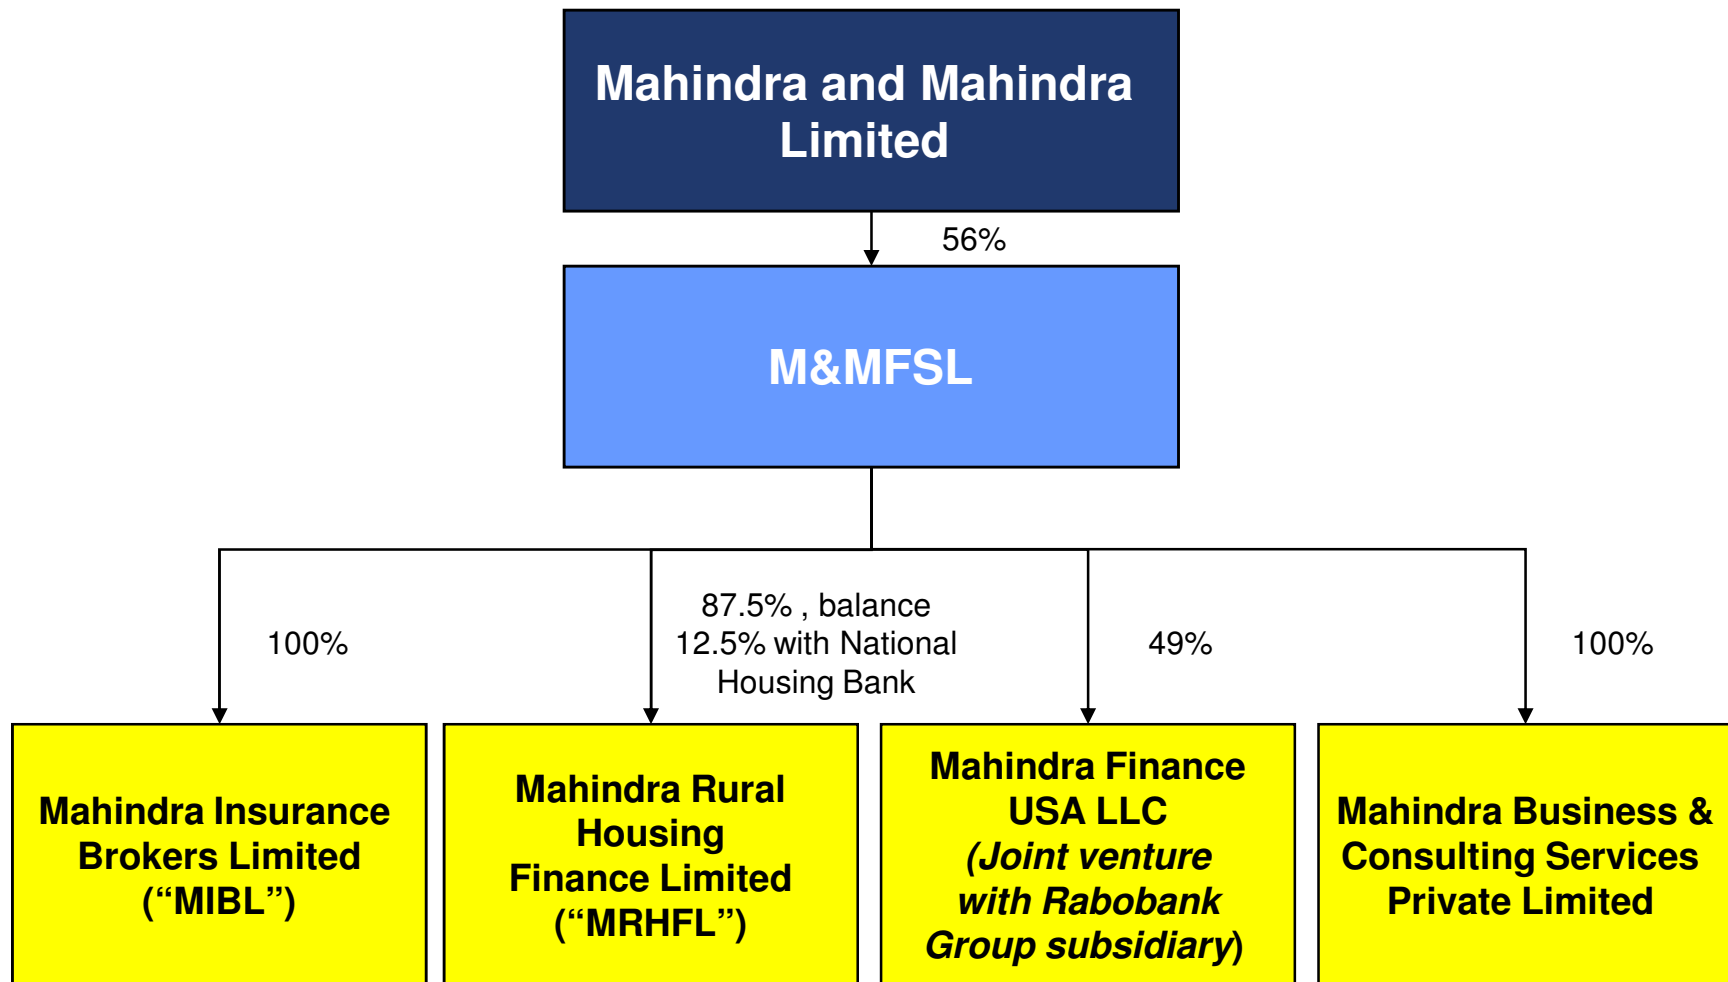 Mahindra and Mahindra
Limited
56%
M&MFSL
100%
87.5% , balance
12.5% with National
Housing Bank
49%
100%
Mahindra Insurance
Brokers Limited
(“MIBL”)
Mahindra Rural
Housing
Finance Limited
(“MRHFL”)
Mahindra Finance
USA LLC
(Joint venture
with Rabobank
Group subsidiary)
Mahindra Business &
Consulting Services
Private Limited